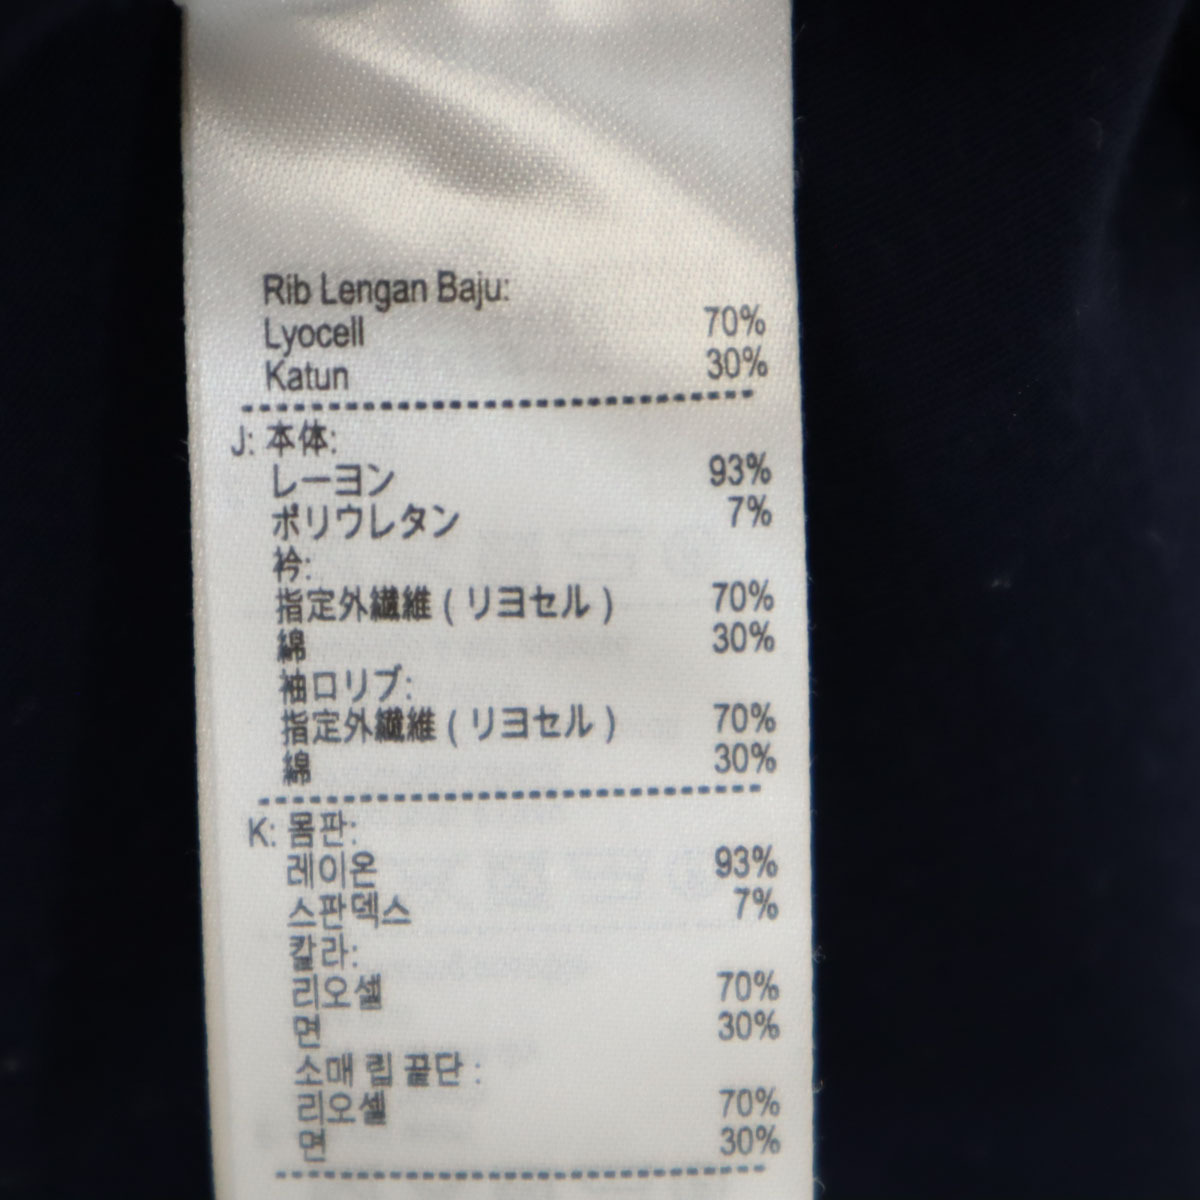 Rib Lengan Baju:
Lyocell 70%
Katun 30%
J: 本体:
レーヨン 93%
ポリウレタン 7%
衿:
指定外繊維 ( リヨセル ) 70%
綿 30%
袖口リブ:
指定外繊維 ( リヨセル ) 70%
綿 30%
K: 몸판:
레이온 93%
스판덱스 7%
칼라:
리오셀 70%
면 30%
소매 립 끝단 :
리오셀 70%
면 30%